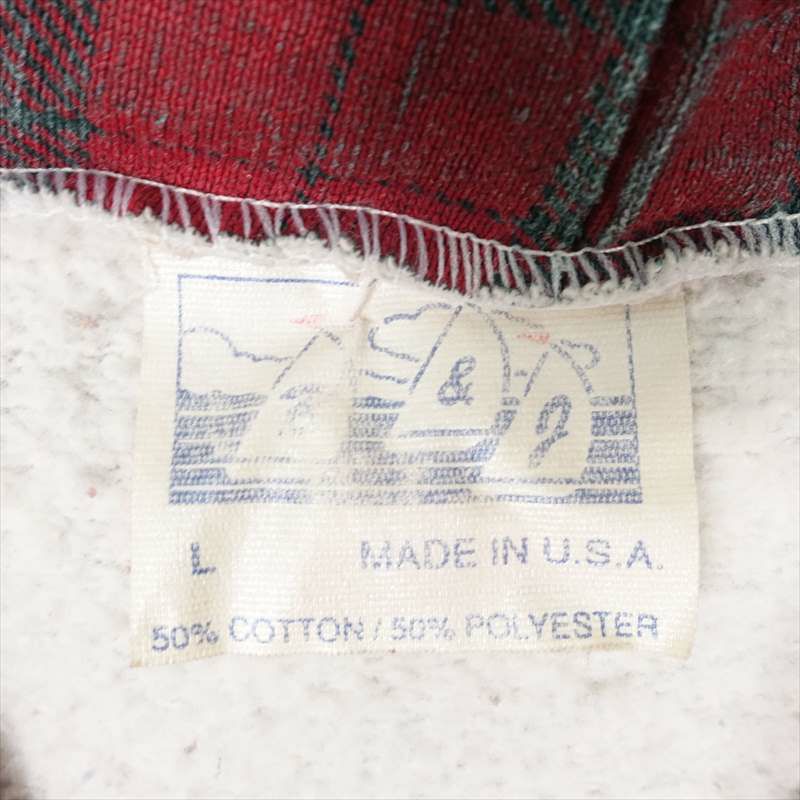 &
L MADE IN U.S.A.
50% COTTON / 50% POLYESTER